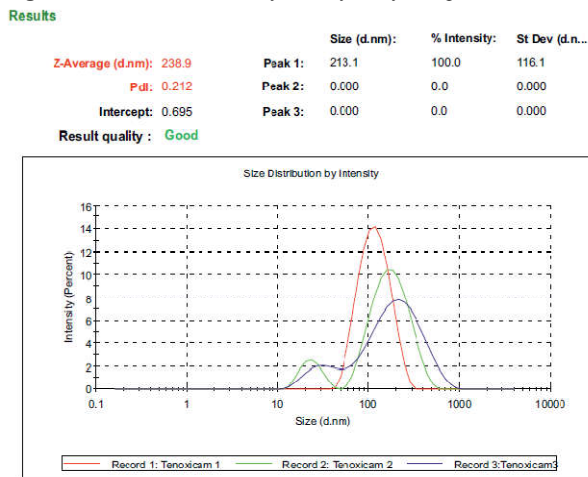 Results
Size (d.nm): % Intensity: St Dev (d.n...
Z-Average (d.nm): 238.9 Peak 1: 213.1 100.0 116.1
PdI: 0.212 Peak 2: 0.000 0.0 0.000
Intercept: 0.695 Peak 3: 0.000 0.0 0.000
Result quality : Good
Size Distribution by Intensity
Intensity (Percent)
16
14
12
10
8
6
4
2
0
0.1 1 10 100 1000 10000
Size (d.nm)
Record 1: Tenoxicam 1 Record 2: Tenoxicam 2 Record 3:Tenoxicam3